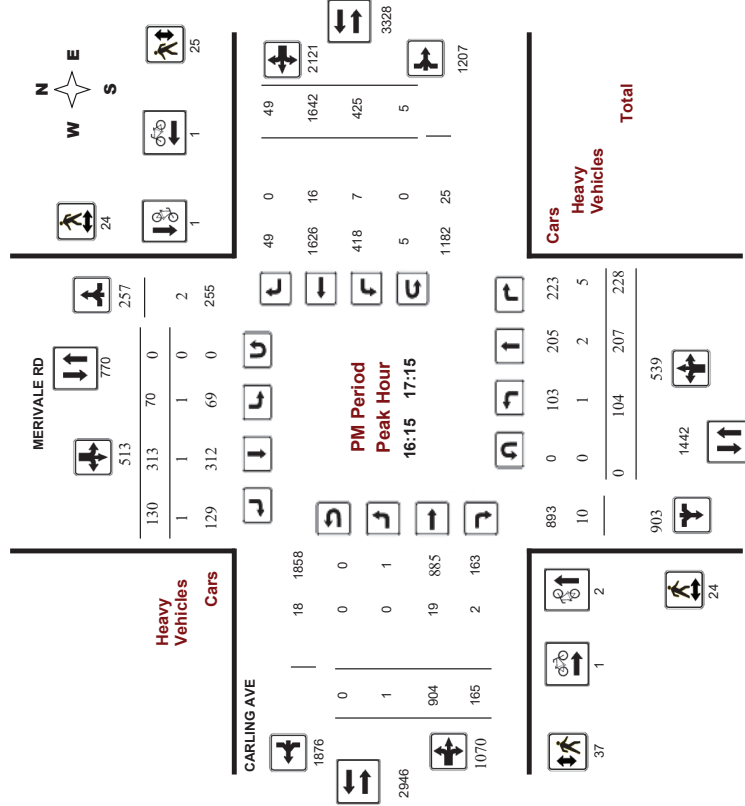 N
W E
S
25
1
24
1
MERIVALE RD
770
513
257
130 313 70 0
1 1 1 0 2
129 312 69 0 255
Heavy
Vehicles
Cars
3328
2121
1207
49 0 49
1642 16 1626
425 7 418
5 0 5
25 1182
PM Period
Peak Hour
16:15 17:15
CARLING AVE
1876
2946
1070
18 1858
0 0 0
1 0 1
904 19 885
165 2 163
Cars
Heavy
Vehicles
Total
893 0 103 205 223
10 0 1 2 5
0 104 207 228
903
1442
539
37
1
2
24